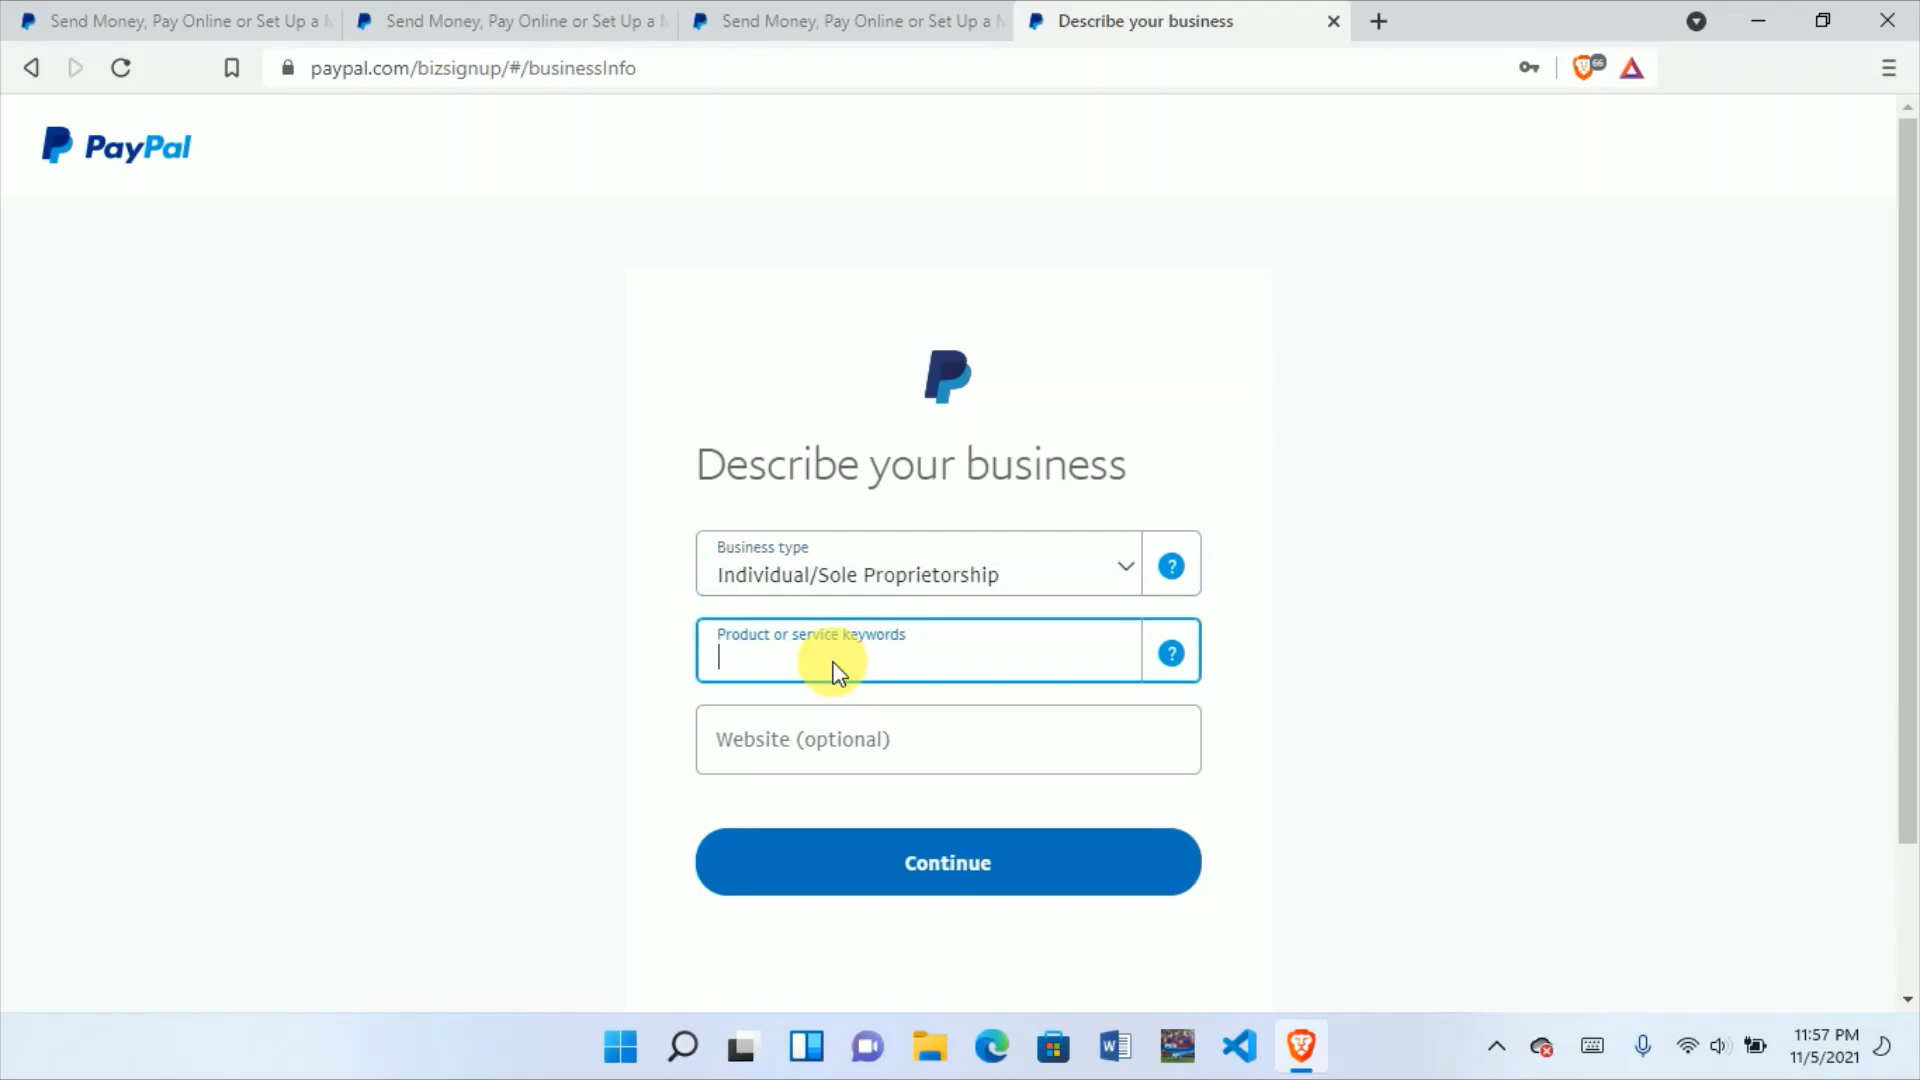 Send Money, Pay Online or Set Up a M
Send Money, Pay Online or Set Up a M
Send Money, Pay Online or Set Up a M
Describe your business
paypal.com/bizsignup/#/businessInfo
66
PayPal
Describe your business
Business type
Individual/Sole Proprietorship
?
Product or service keywords
?
Website (optional)
Continue
11:57 PM
11/5/2021